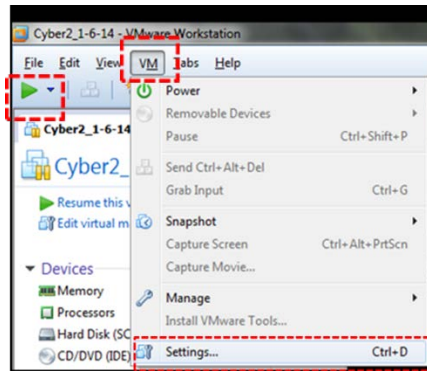 Cyber2_1-6-14 - VMware Workstation
File Edit View VM Tabs Help
Cyber2_1-6-14
Cyber2_
Resume this v
Edit virtual m
Devices
Memory
Processors
Hard Disk (SC
CD/DVD (IDE)
Power
Removable Devices
Pause Ctrl+Shift+P
Send Ctrl+Alt+Del
Grab Input Ctrl+G
Snapshot
Capture Screen Ctrl+Alt+PrtScn
Capture Movie...
Manage
Install VMware Tools...
Settings... Ctrl+D